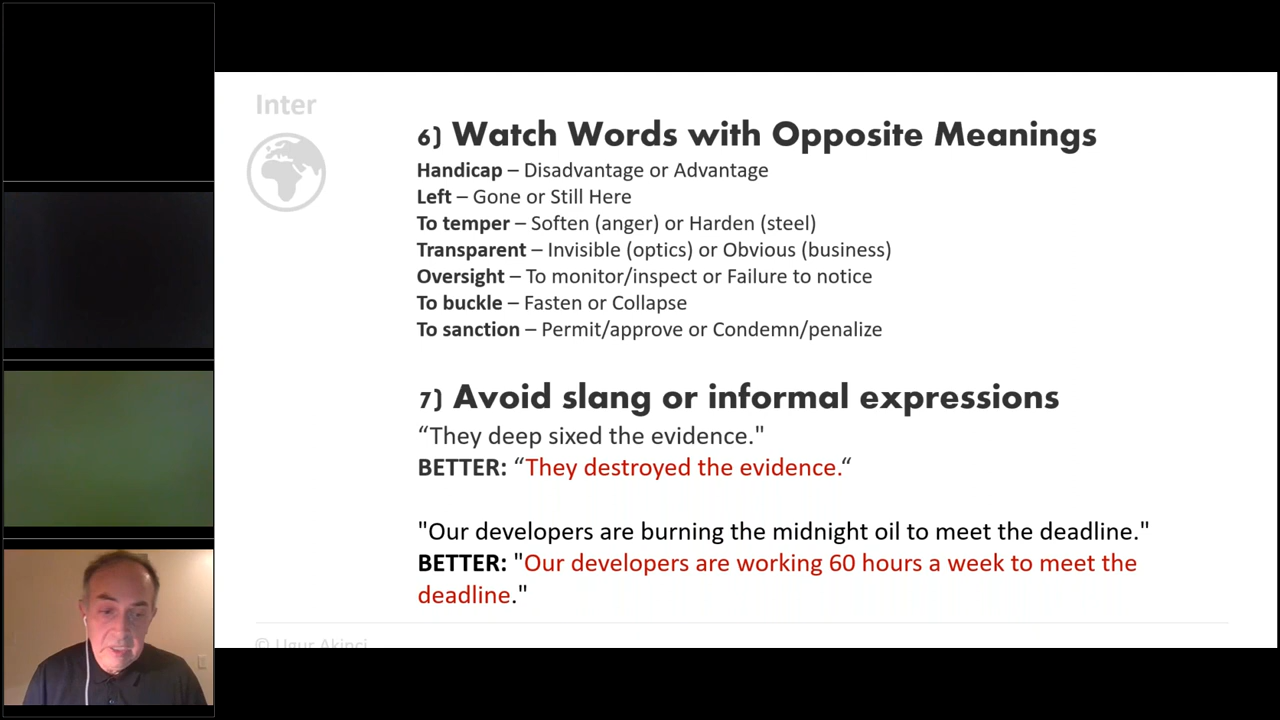 Inter
6) Watch Words with Opposite Meanings
Handicap – Disadvantage or Advantage
Left – Gone or Still Here
To temper – Soften (anger) or Harden (steel)
Transparent – Invisible (optics) or Obvious (business)
Oversight – To monitor/inspect or Failure to notice
To buckle – Fasten or Collapse
To sanction – Permit/approve or Condemn/penalize
7) Avoid slang or informal expressions
“They deep sixed the evidence."
BETTER: “They destroyed the evidence.“
"Our developers are burning the midnight oil to meet the deadline."
BETTER: "Our developers are working 60 hours a week to meet the
deadline."
© Ugur Akinci